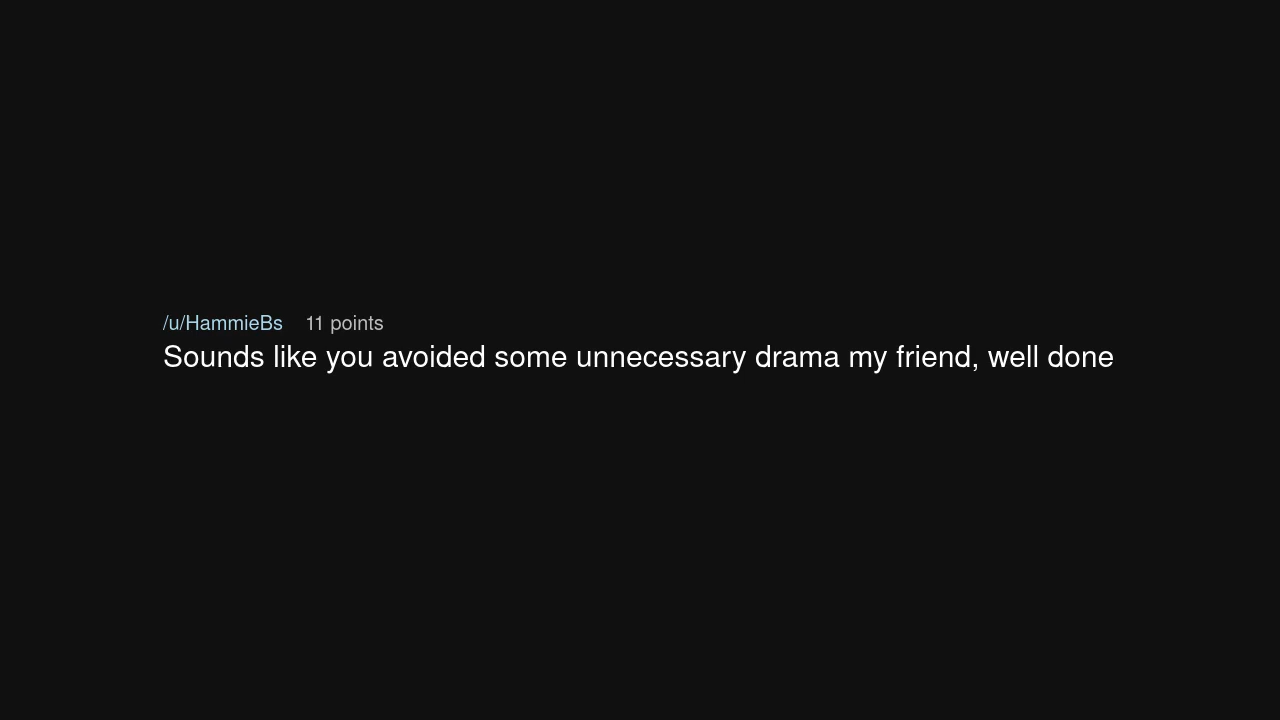 /u/HammieBs 11 points
Sounds like you avoided some unnecessary drama my friend, well done